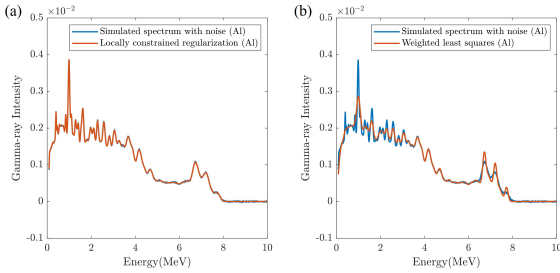 (a)
×10⁻²
0.5
0.4
0.3
0.2
0.1
0
-0.1
Gamma-ray Intensity
Simulated spectrum with noise (Al)
Locally constrained regularization (Al)
0 2 4 6 8 10
Energy(MeV)
(b)
×10⁻²
0.5
0.4
0.3
0.2
0.1
0
-0.1
Gamma-ray Intensity
Simulated spectrum with noise (Al)
Weighted least squares (Al)
0 2 4 6 8 10
Energy(MeV)